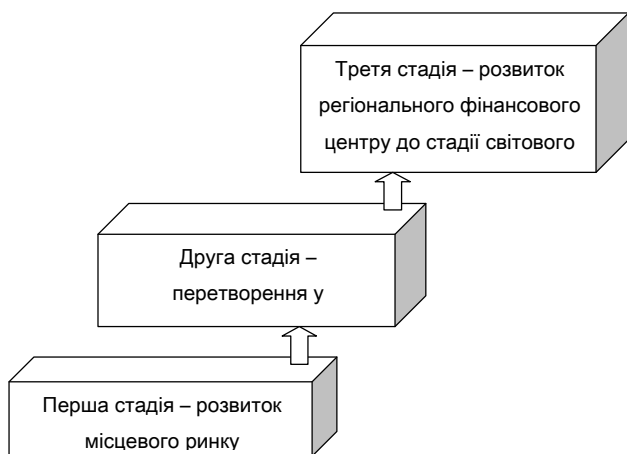 Третя стадія – розвиток
регіонального фінансового
центру до стадії світового
Друга стадія –
перетворення у
Перша стадія – розвиток
місцевого ринку